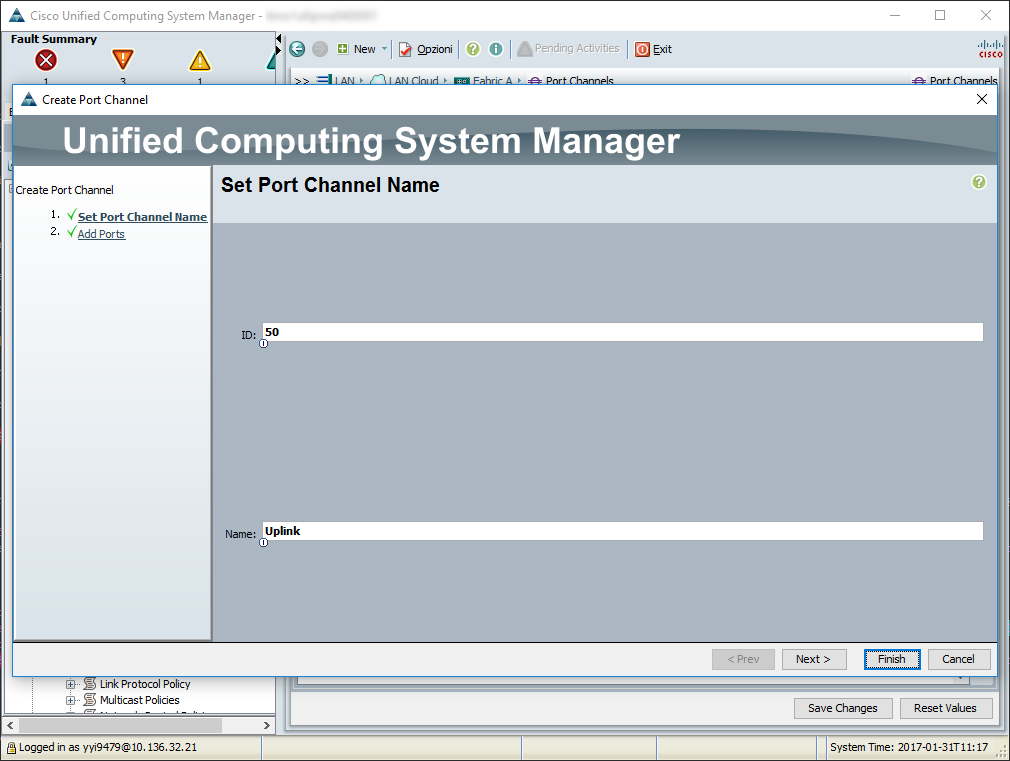 Cisco Unified Computing System Manager -
Fault Summary
New
Opzioni
Pending Activities
Exit
CISCO
1
3
1
>> LAN LAN Cloud Fabric A Port Channels
Port Channels
Create Port Channel
Unified Computing System Manager
Create Port Channel
1. Set Port Channel Name
2. Add Ports
Set Port Channel Name
ID: 50
Name: Uplink
< Prev
Next >
Finish
Cancel
Link Protocol Policy
Multicast Policies
Save Changes
Reset Values
Logged in as yyi9479@10.136.32.21
System Time: 2017-01-31T11:17